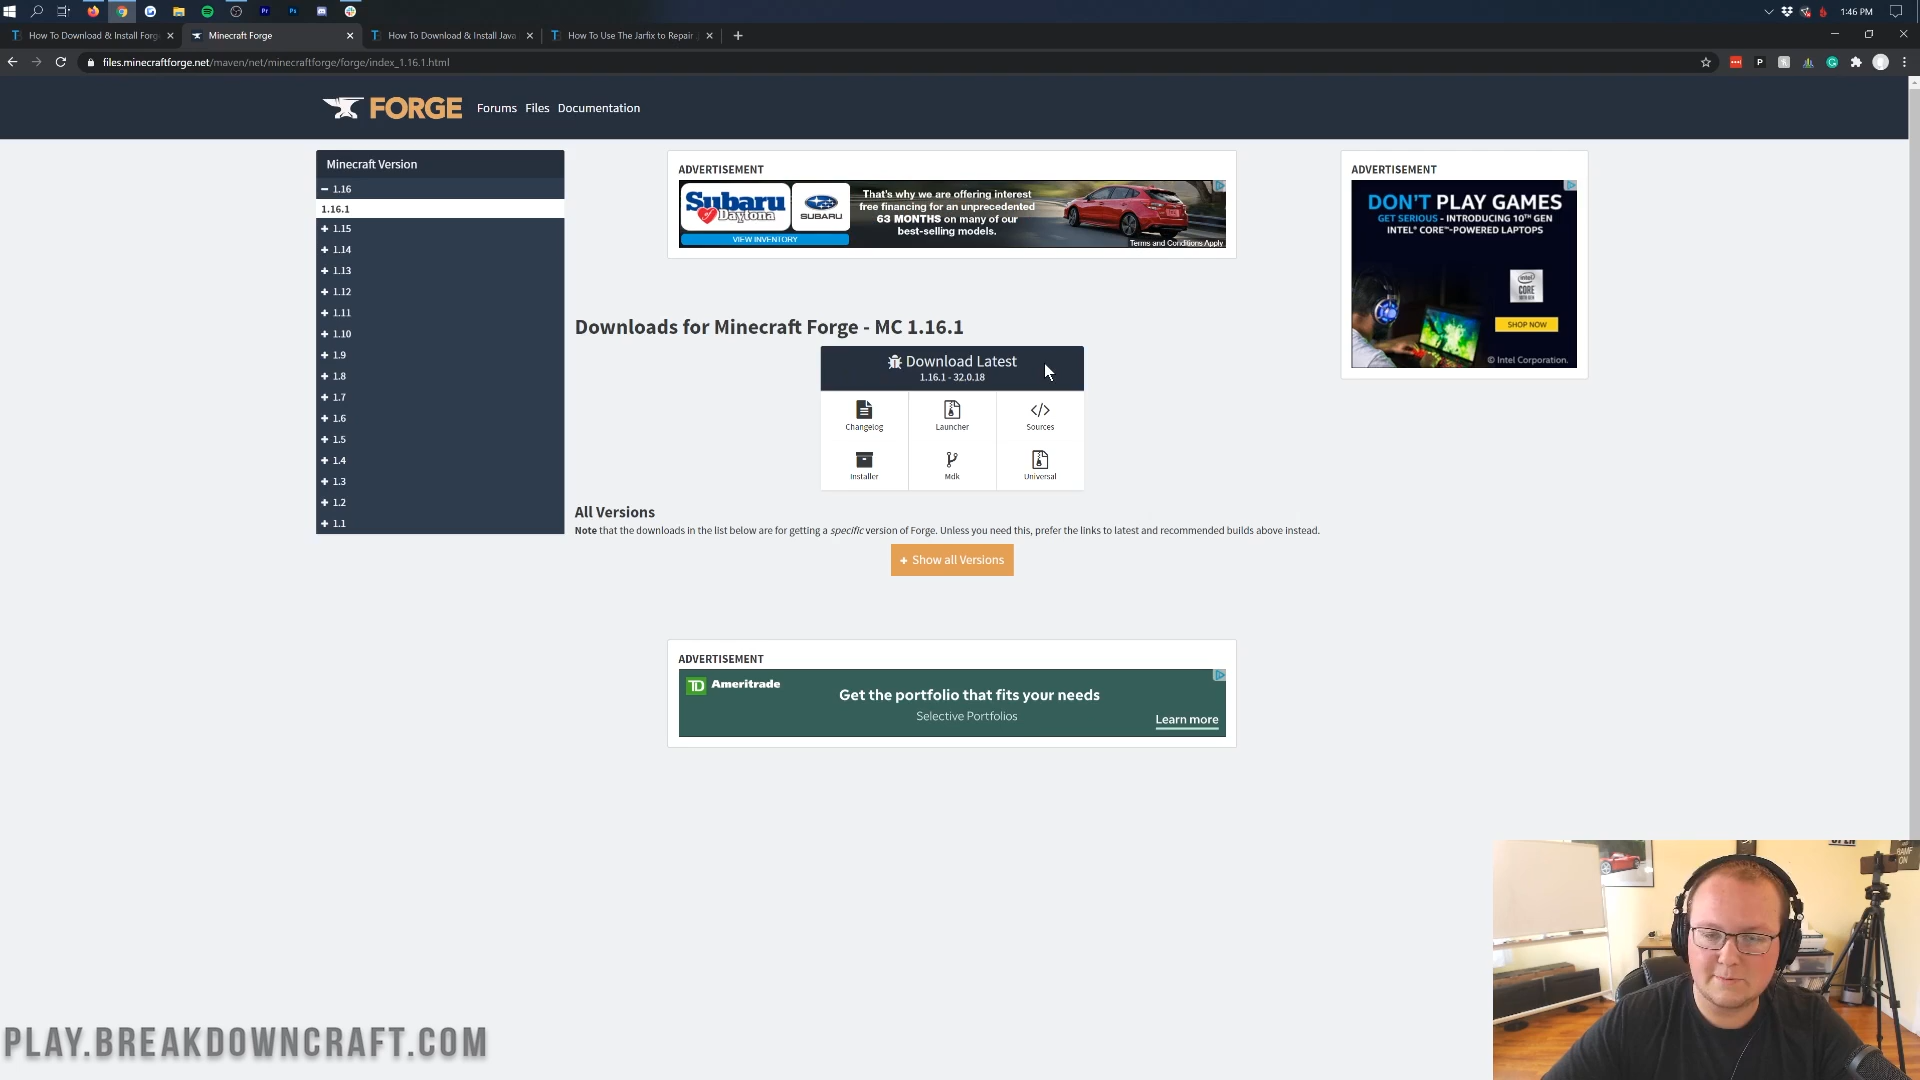 1:46 PM
How To Download & Install Forg
Minecraft Forge
How To Download & Install Java
How To Use The Jarfix to Repair
files.minecraftforge.net/maven/net/minecraftforge/forge/index_1.16.1.html
FORGE
Forums
Files
Documentation
Minecraft Version
1.16
1.16.1
1.15
1.14
1.13
1.12
1.11
1.10
1.9
1.8
1.7
1.6
1.5
1.4
1.3
1.2
1.1
ADVERTISEMENT
Subaru
of Daytona
SUBARU
VIEW INVENTORY
That's why we are offering interest
free financing for an unprecedented
63 MONTHS on many of our
best-selling models.
Terms and Conditions Apply
ADVERTISEMENT
DON'T PLAY GAMES
GET SERIOUS - INTRODUCING 10TH GEN
INTEL® CORE™-POWERED LAPTOPS
intel
CORE
SHOP NOW
© Intel Corporation.
Downloads for Minecraft Forge - MC 1.16.1
Download Latest
1.16.1 - 32.0.18
Changelog
Launcher
Sources
Installer
Mdk
Universal
All Versions
Note that the downloads in the list below are for getting a specific version of Forge. Unless you need this, prefer the links to latest and recommended builds above instead.
+ Show all Versions
ADVERTISEMENT
TD Ameritrade
Get the portfolio that fits your needs
Selective Portfolios
Learn more
PLAY.BREAKDOWNCRAFT.COM